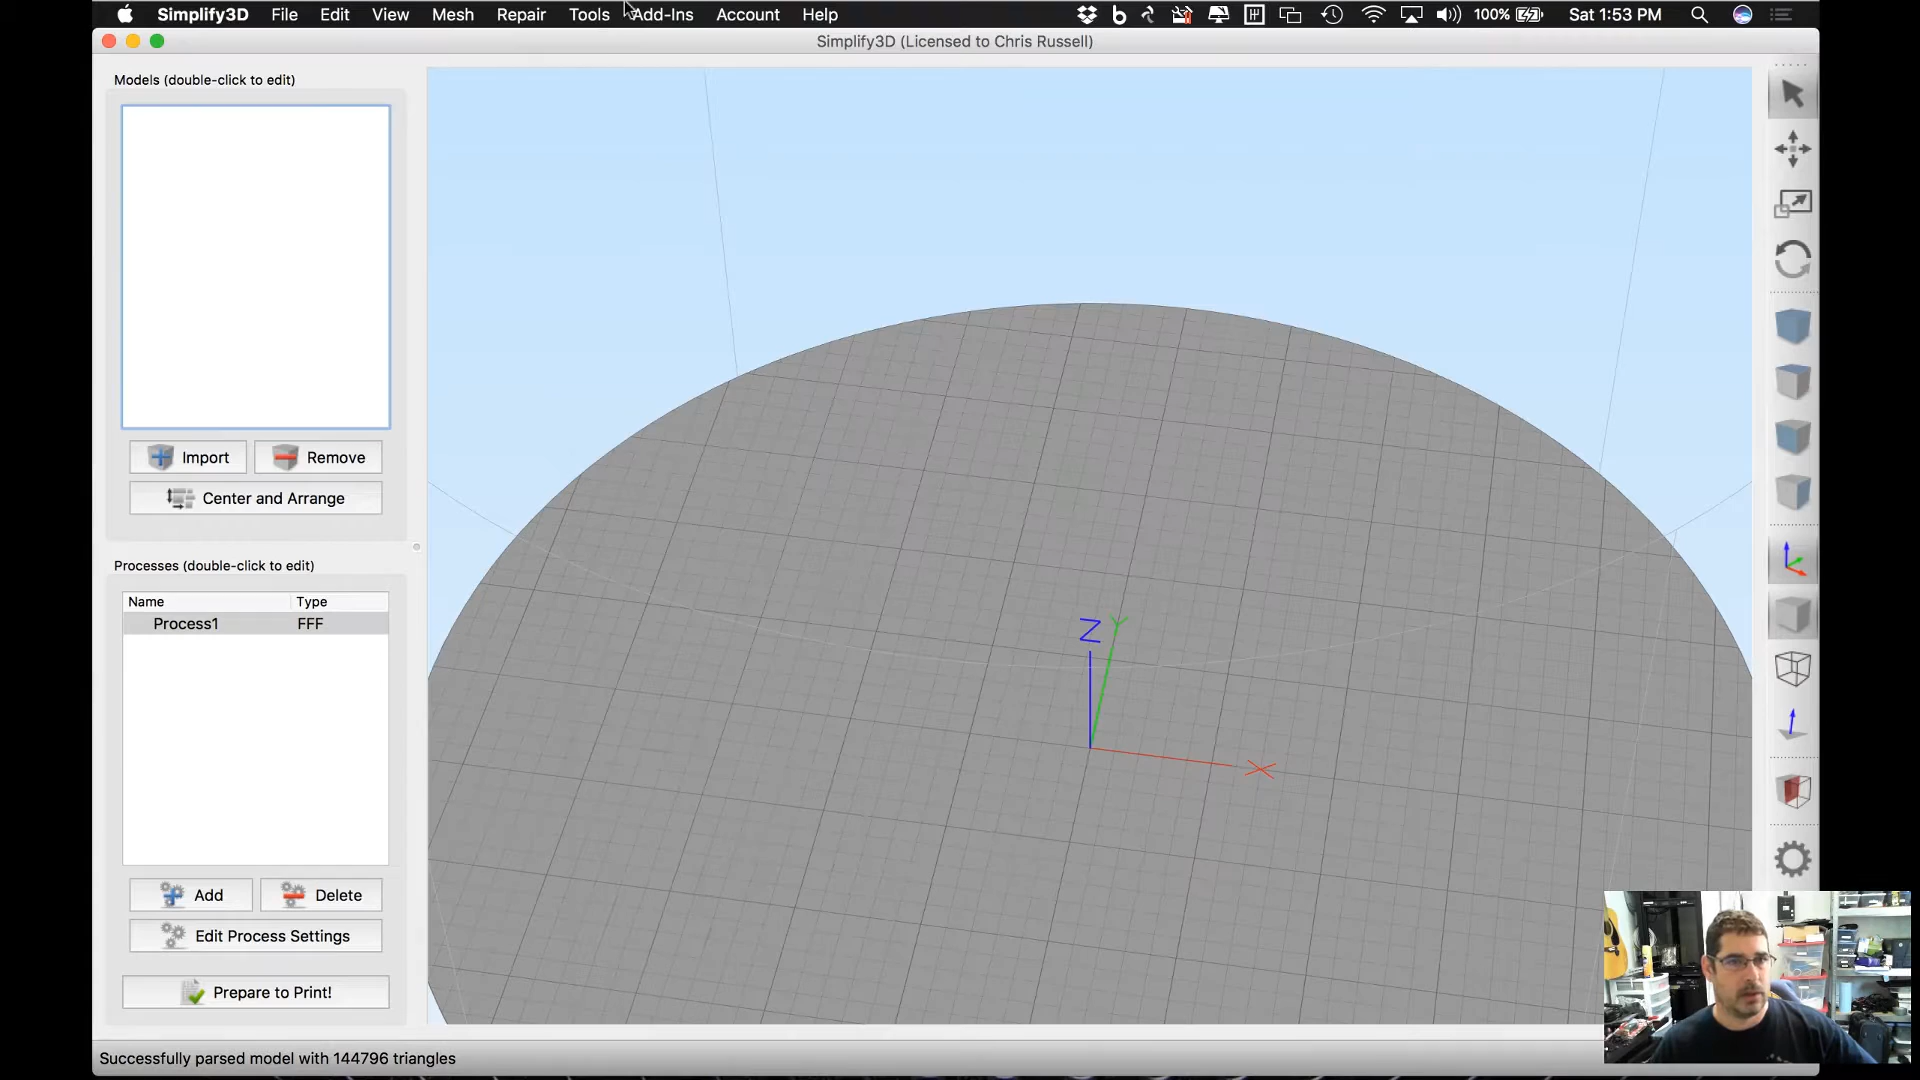 Simplify3D File Edit View Mesh Repair Tools Add-Ins Account Help 100% Sat 1:53 PM
Simplify3D (Licensed to Chris Russell)
Models (double-click to edit)
Import Remove
Center and Arrange
Processes (double-click to edit)
Name Type
Process1 FFF
Z Y
X
Add Delete
Edit Process Settings
Prepare to Print!
Successfully parsed model with 144796 triangles